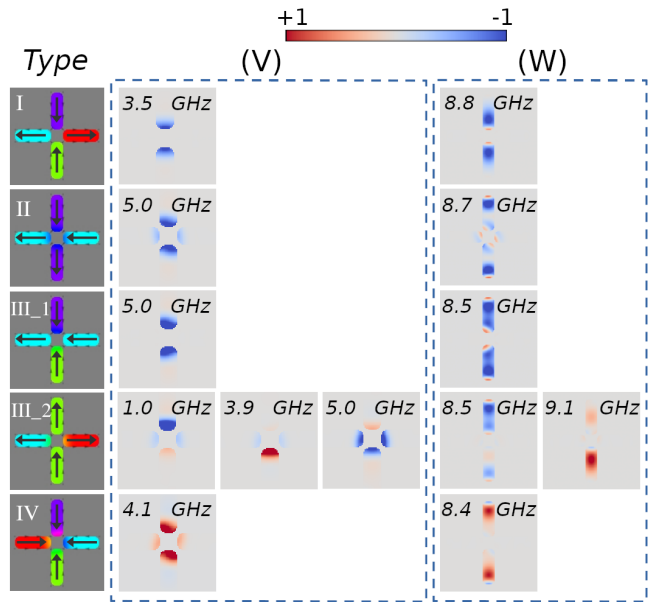 +1 -1
Type (V) (W)
I 3.5 GHz 8.8 GHz
II 5.0 GHz 8.7 GHz
III_1 5.0 GHz 8.5 GHz
III_2 1.0 GHz 3.9 GHz 5.0 GHz 8.5 GHz 9.1 GHz
IV 4.1 GHz 8.4 GHz